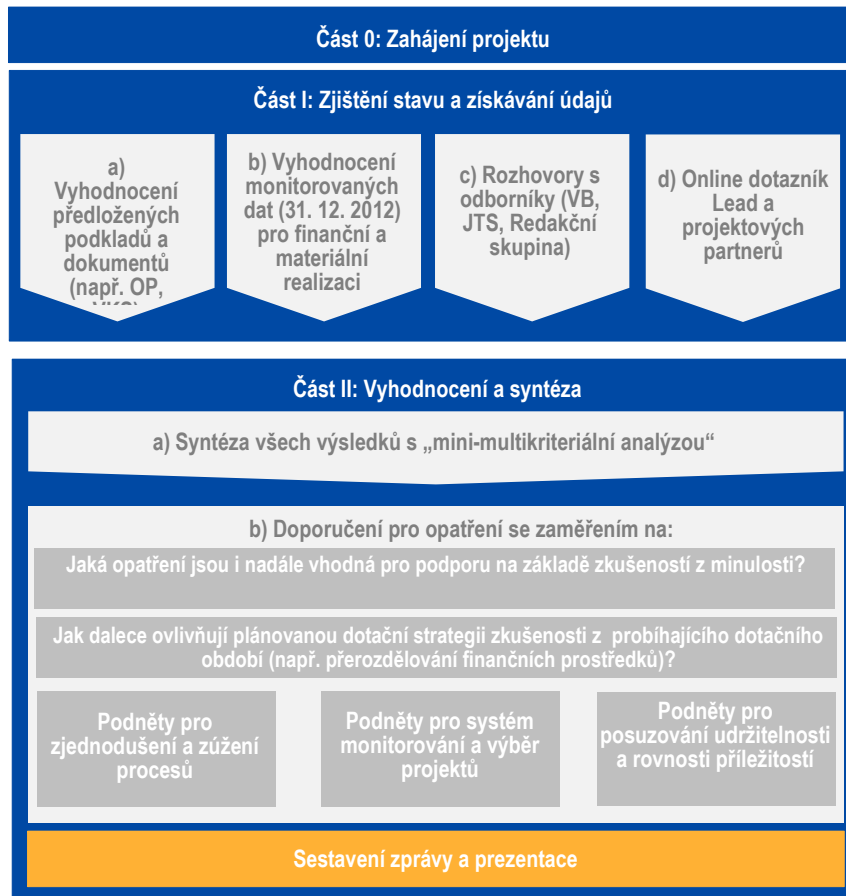 Část 0: Zahájení projektu
Část I: Zjištění stavu a získávání údajů
a)
Vyhodnocení
předložených
podkladů a
dokumentů
(např. OP,
b) Vyhodnocení
monitorovaných
dat (31. 12. 2012)
pro finanční a
materiální
realizaci
c) Rozhovory s
odborníky (VB,
JTS, Redakční
skupina)
d) Online dotazník
Lead a
projektových
partnerů
Část II: Vyhodnocení a syntéza
a) Syntéza všech výsledků s „mini-multikriteriální analýzou“
b) Doporučení pro opatření se zaměřením na:
Jaká opatření jsou i nadále vhodná pro podporu na základě zkušeností z minulosti?
Jak dalece ovlivňují plánovanou dotační strategii zkušenosti z probíhajícího dotačního
období (např. přerozdělování finančních prostředků)?
Podněty pro
zjednodušení a zúžení
procesů
Podněty pro systém
monitorování a výběr
projektů
Podněty pro
posuzování udržitelnosti
a rovnosti příležitostí
Sestavení zprávy a prezentace